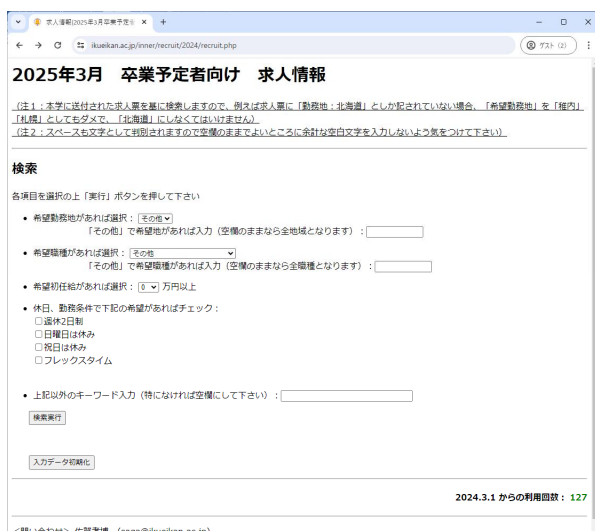 求人情報(2025年3月卒業予定者
ikueikan.ac.jp/inner/recruit/2024/recruit.php
ゲスト (2)
2025年3月 卒業予定者向け 求人情報
(注１：本学に送付された求人票を基に検索しますので、例えば求人票に「勤務地：北海道」としか記されていない場合、「希望勤務地」を「稚内」
「札幌」としてもダメで、「北海道」にしなくてはいけません)
(注２：スペースも文字として判別されますので空欄のままでよいところに余計な空白文字を入力しないよう気をつけて下さい)
検索
各項目を選択の上「実行」ボタンを押して下さい
• 希望勤務地があれば選択： その他
「その他」で希望地があれば入力（空欄のままなら全地域となります）：
• 希望職種があれば選択： その他
「その他」で希望職種があれば入力（空欄のままなら全職種となります）：
• 希望初任給があれば選択： 0 万円以上
• 休日、勤務条件で下記の希望があればチェック：
週休2日制
日曜日は休み
祝日は休み
フレックスタイム
• 上記以外のキーワード入力（特になければ空欄にして下さい）：
検索実行
入力データ初期化
2024.3.1 からの利用回数： 127